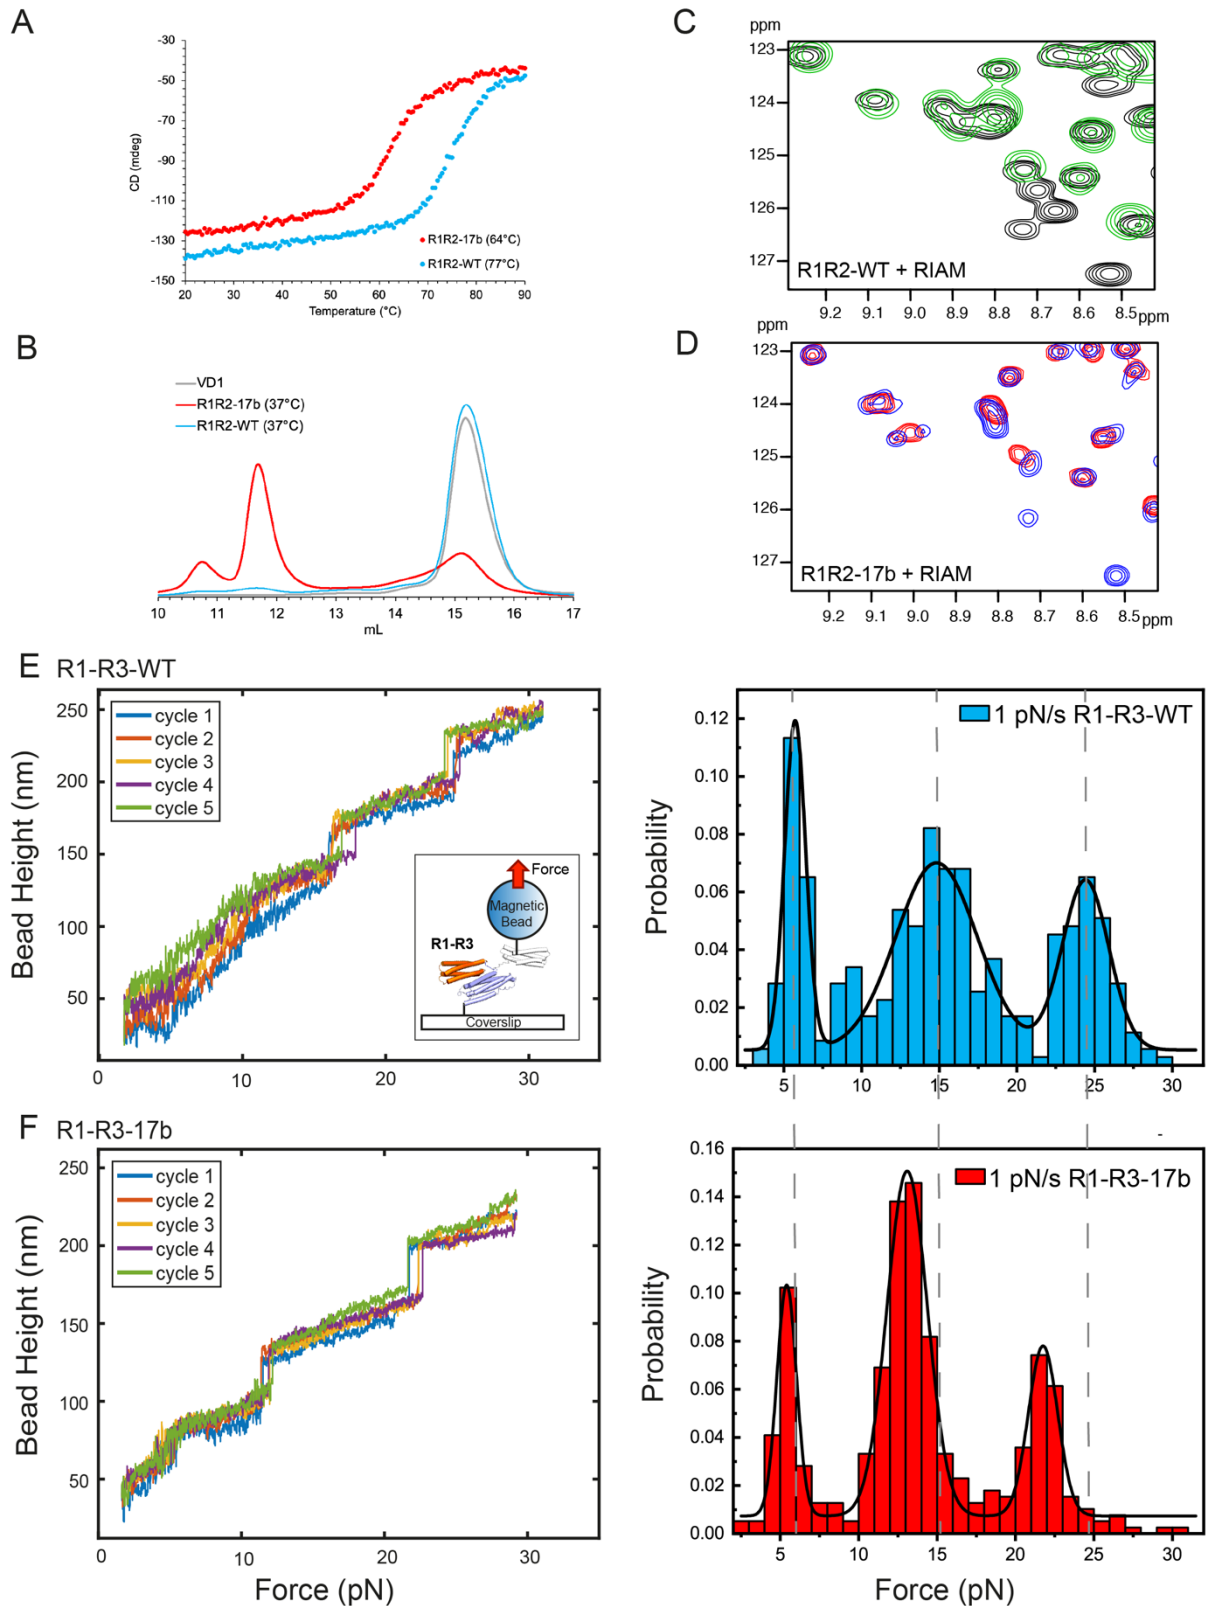 A
-30
-50
-70
-90
-110
-130
-150
CD (mdeg)
R1R2-17b (64°C)
R1R2-WT (77°C)
20 30 40 50 60 70 80 90
Temperature (°C)
B
VD1
R1R2-17b (37°C)
R1R2-WT (37°C)
10 11 12 13 14 15 16 17
mL
C
ppm
123
124
125
126
127
R1R2-WT + RIAM
9.2 9.1 9.0 8.9 8.8 8.7 8.6 8.5 ppm
D
ppm
123
124
125
126
127
R1R2-17b + RIAM
9.2 9.1 9.0 8.9 8.8 8.7 8.6 8.5 ppm
E R1-R3-WT
250
200
150
100
50
Bead Height (nm)
cycle 1
cycle 2
cycle 3
cycle 4
cycle 5
Force
Magnetic
Bead
R1-R3
Coverslip
0 10 20 30
1 pN/s R1-R3-WT
0.12
0.10
0.08
0.06
0.04
0.02
0.00
Probability
5 10 15 20 25 30
F R1-R3-17b
250
200
150
100
50
Bead Height (nm)
cycle 1
cycle 2
cycle 3
cycle 4
cycle 5
0 10 20 30
Force (pN)
1 pN/s R1-R3-17b
0.16
0.14
0.12
0.10
0.08
0.06
0.04
0.02
0.00
Probability
5 10 15 20 25 30
Force (pN)